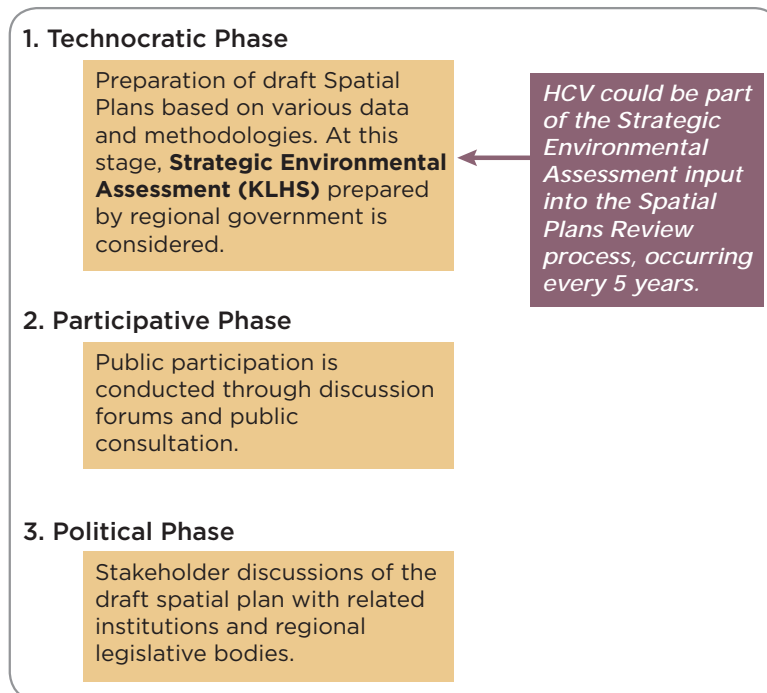 1. Technocratic Phase
Preparation of draft Spatial
Plans based on various data
and methodologies. At this
stage, Strategic Environmental
Assessment (KLHS) prepared
by regional government is
considered.
HCV could be part
of the Strategic
Environmental
Assessment input
into the Spatial
Plans Review
process, occurring
every 5 years.
2. Participative Phase
Public participation is
conducted through discussion
forums and public
consultation.
3. Political Phase
Stakeholder discussions of the
draft spatial plan with related
institutions and regional
legislative bodies.